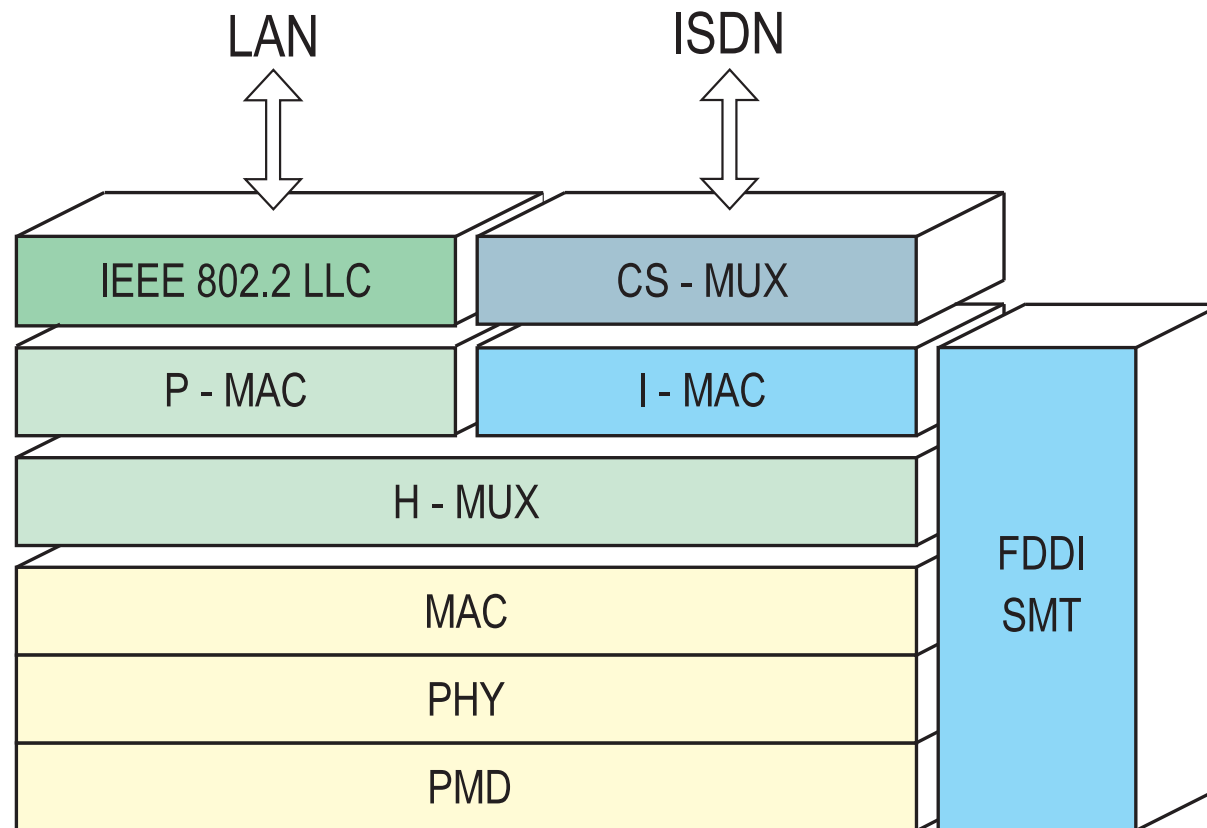 LAN
ISDN
IEEE 802.2 LLC
CS - MUX
P - MAC
I - MAC
H - MUX
FDDI
SMT
MAC
PHY
PMD